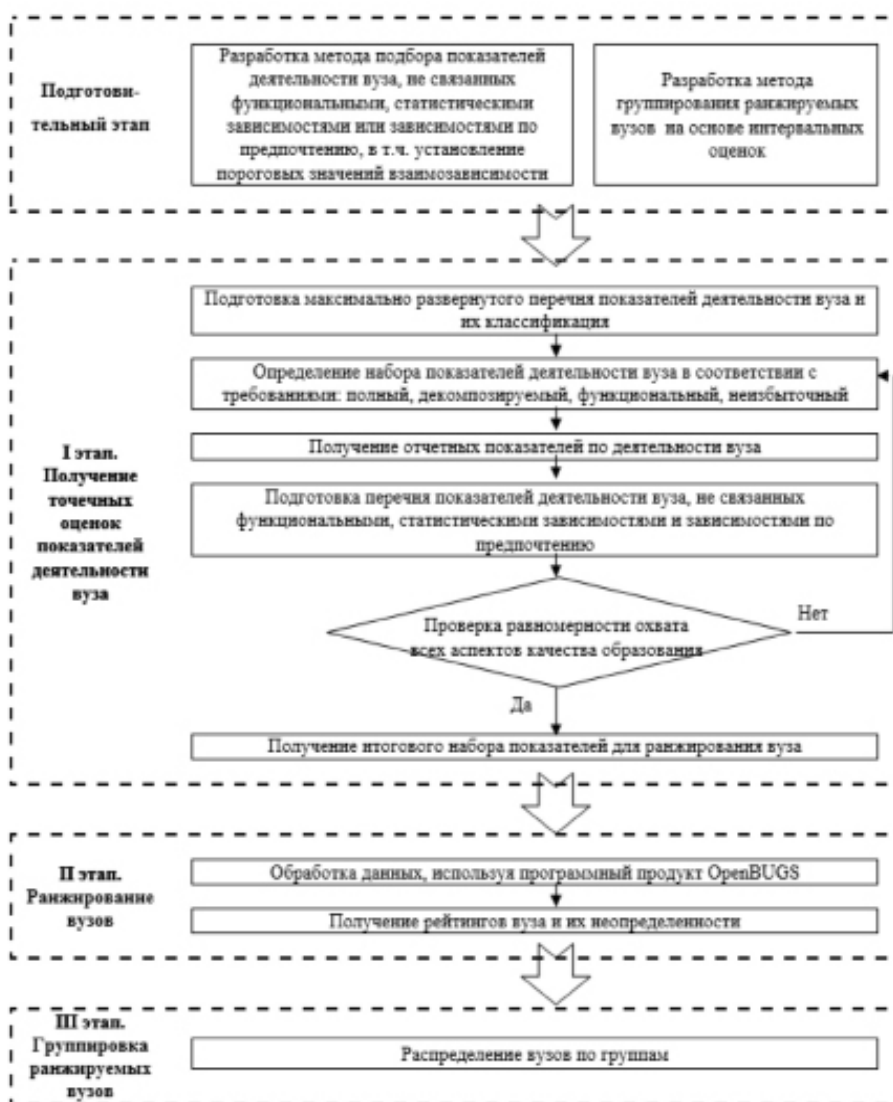 Подготови-
тельный этап
Разработка метода подбора показателей
деятельности вуза, не связанных
функциональными, статистическими
зависимостями или зависимостями по
предпочтению, в т.ч. установление
пороговых значений взаимозависимости
Разработка метода
группирования ранжируемых
вузов на основе интервальных
оценок
I этап.
Получение
точечных
оценок
показателей
деятельности
вуза
Подготовка максимально развернутого перечня показателей деятельности вуза и
их классификация
Определение набора показателей деятельности вуза в соответствии с
требованиями: полный, декомпозируемый, функциональный, неизбыточный
Получение отчетных показателей по деятельности вуза
Подготовка перечня показателей деятельности вуза, не связанных
функциональными, статистическими зависимостями и зависимостями по
предпочтению
Проверка равномерности охвата
всех аспектов качества образования
Нет
Да
Получение итогового набора показателей для ранжирования вуза
II этап.
Ранжирование
вузов
Обработка данных, используя программный продукт OpenBUGS
Получение рейтингов вуза и их неопределенности
III этап.
Группировка
ранжируемых
вузов
Распределение вузов по группам